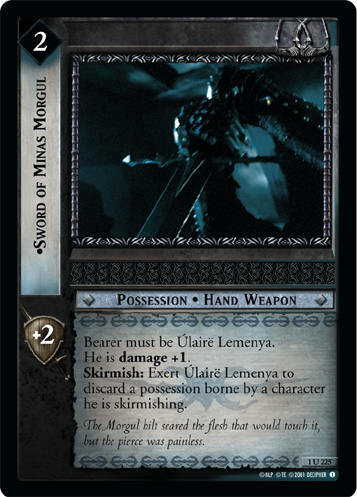 2
•Sword of Minas Morgul
Possession • Hand Weapon
+2
Bearer must be Úlairë Lemenya.
He is damage +1.
Skirmish: Exert Úlairë Lemenya to
discard a possession borne by a character
he is skirmishing.
The Morgul hilt seared the flesh that would touch it,
but the pierce was painless.
1 U 225
©NLP ©TE ©2001 DECIPHER